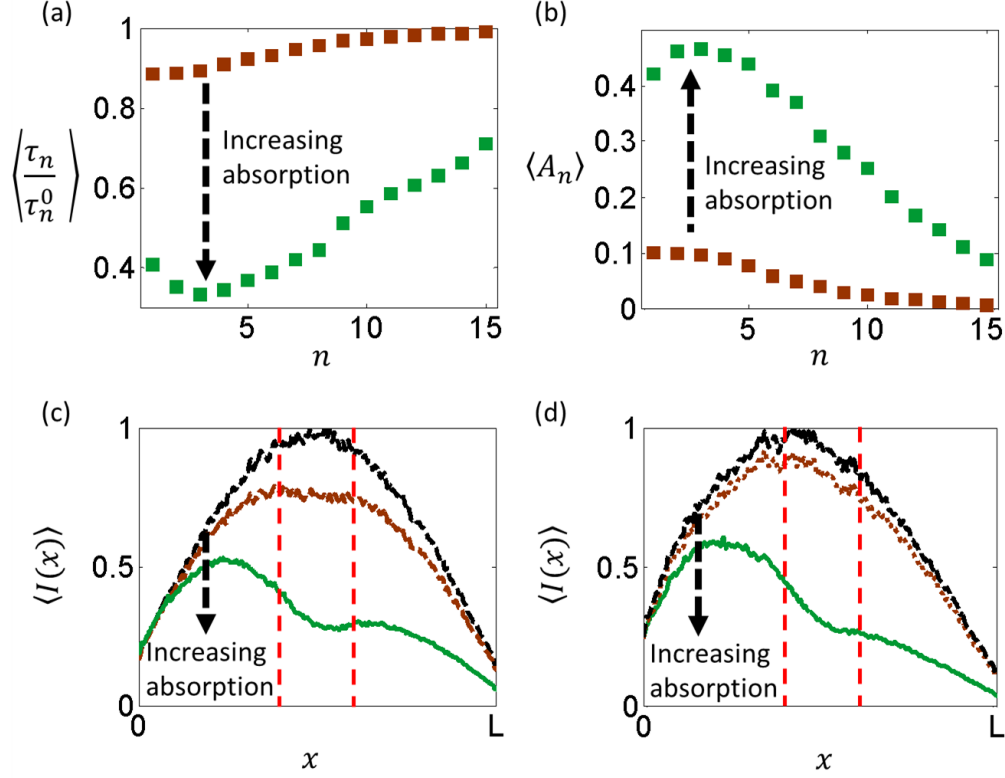 (a)
1
0.8
0.6
0.4
⟨τₙ/τₙ⁰⟩
Increasing
absorption
5
10
15
n
(b)
0.4
0.3
0.2
0.1
0
⟨Aₙ⟩
Increasing
absorption
5
10
15
n
(c)
1
0.5
0
⟨I(x)⟩
Increasing
absorption
0
L
x
(d)
1
0.5
0
⟨I(x)⟩
Increasing
absorption
0
L
x